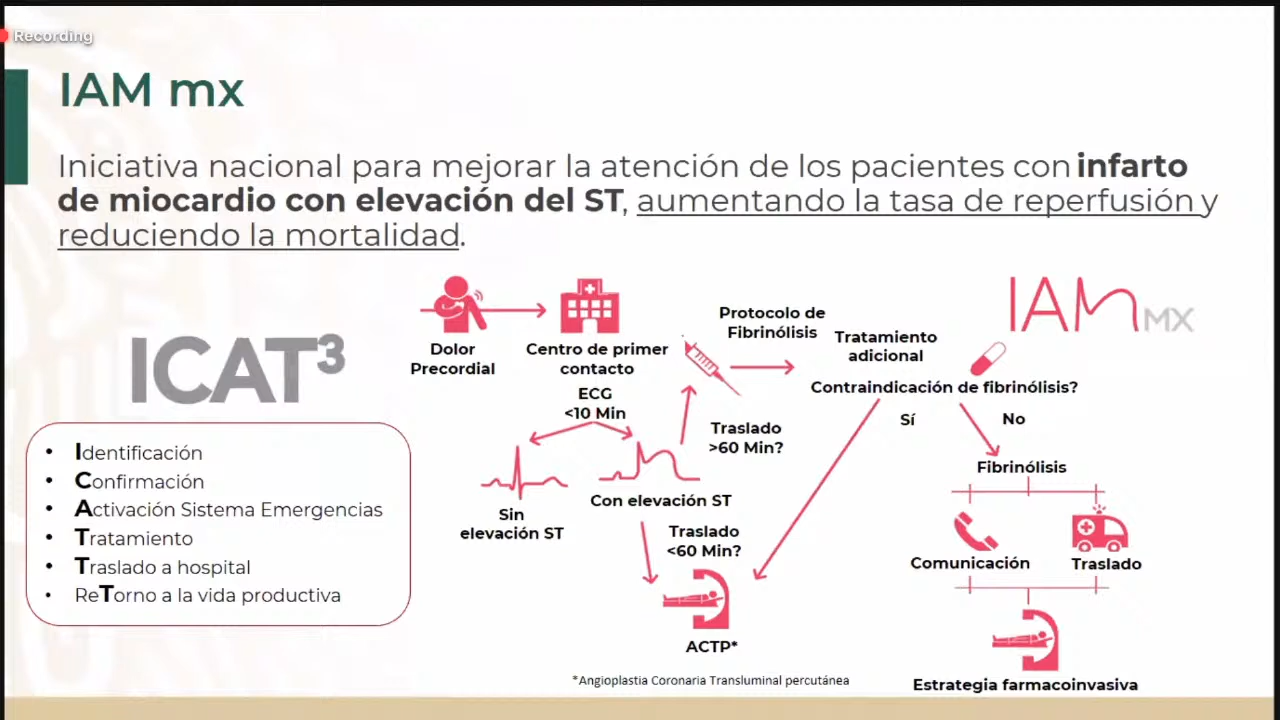 Recording
IAM mx
Iniciativa nacional para mejorar la atención de los pacientes con infarto
de miocardio con elevación del ST, aumentando la tasa de reperfusión y
reduciendo la mortalidad.
ICAT³
Identificación
Confirmación
Activación Sistema Emergencias
Tratamiento
Traslado a hospital
ReTorno a la vida productiva
Dolor
Precordial
Centro de primer
contacto
ECG
<10 Min
Sin
elevación ST
Con elevación ST
Traslado
>60 Min?
Traslado
<60 Min?
ACTP*
*Angioplastia Coronaria Transluminal percutánea
Protocolo de
Fibrinólisis
Tratamiento
adicional
IAM MX
Contraindicación de fibrinólisis?
Sí
No
Fibrinólisis
Comunicación
Traslado
Estrategia farmacoinvasiva